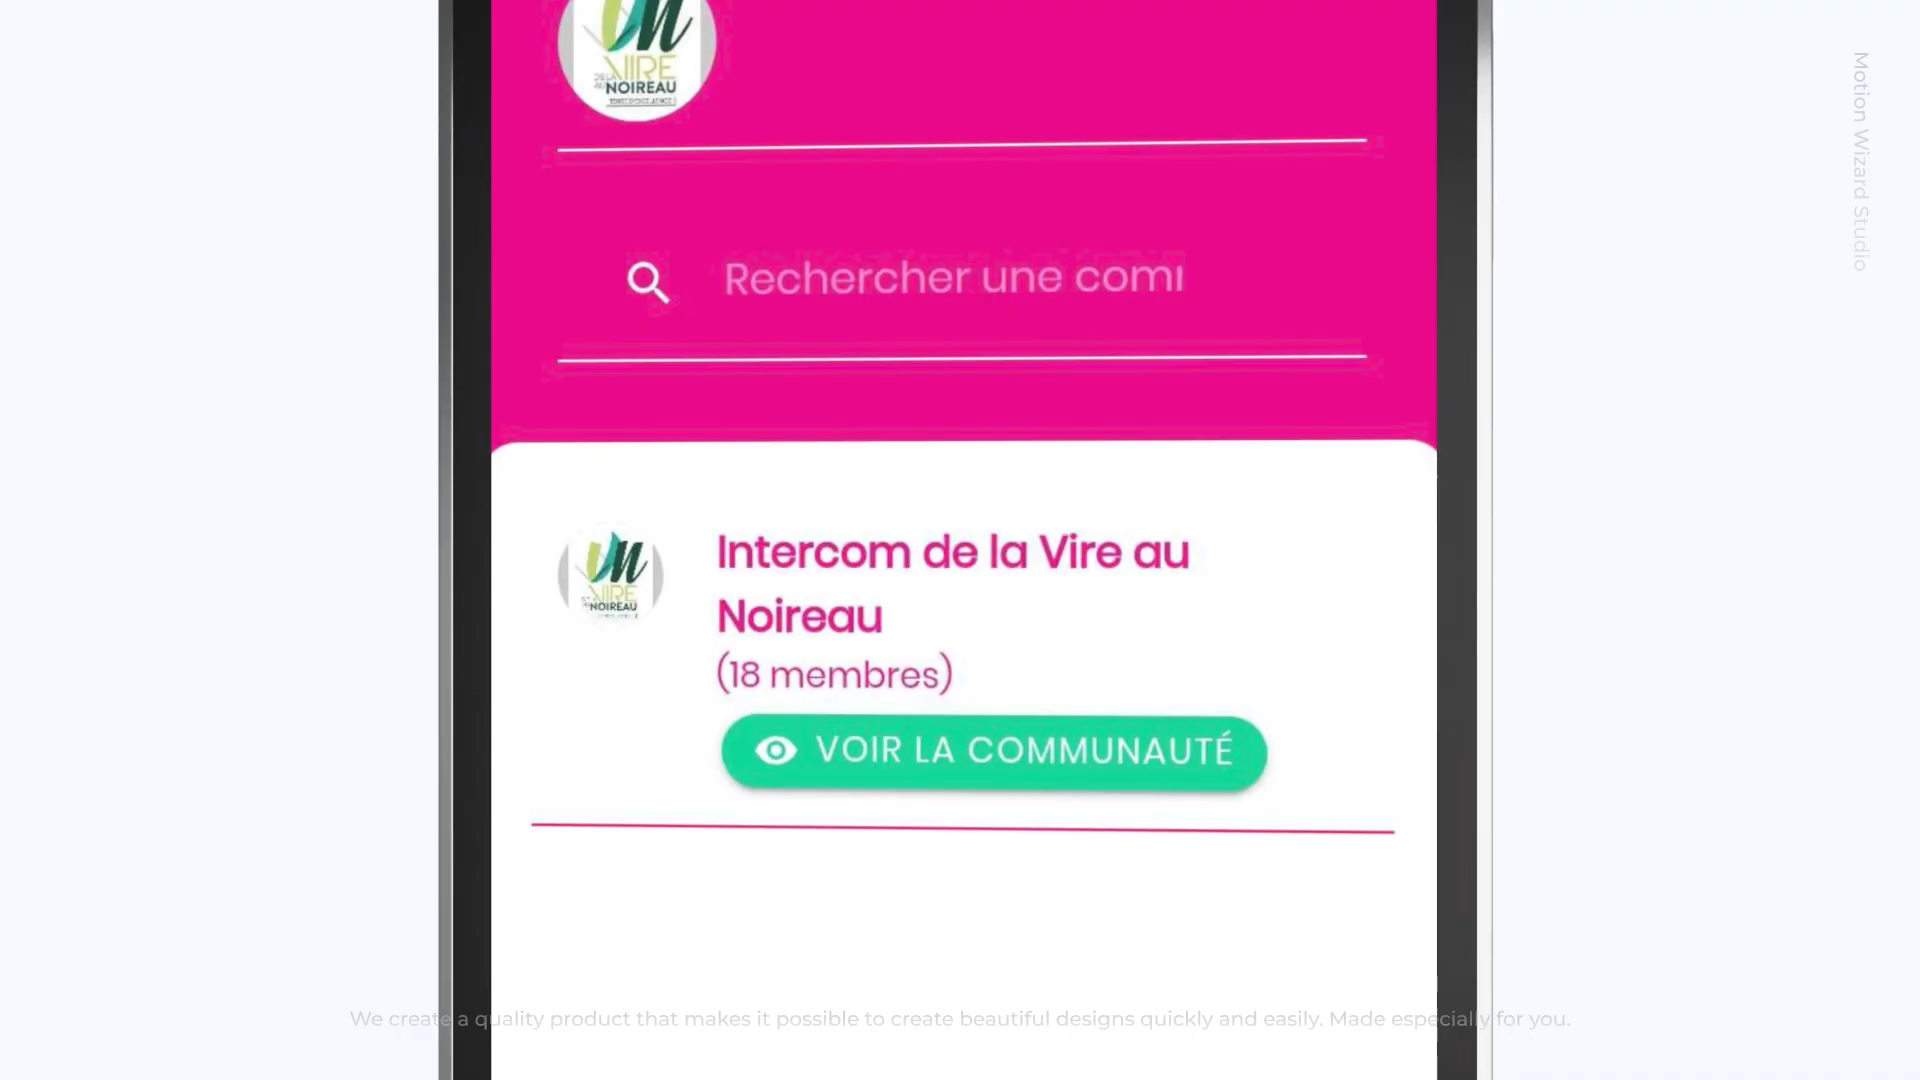 VIRE
NOIREAU
Rechercher une comi
Intercom de la Vire au
Noireau
(18 membres)
VOIR LA COMMUNAUTÉ
VIRE
NOIREAU
Motion Wizard Studio
We create a quality product that makes it possible to create beautiful designs quickly and easily. Made especially for you.